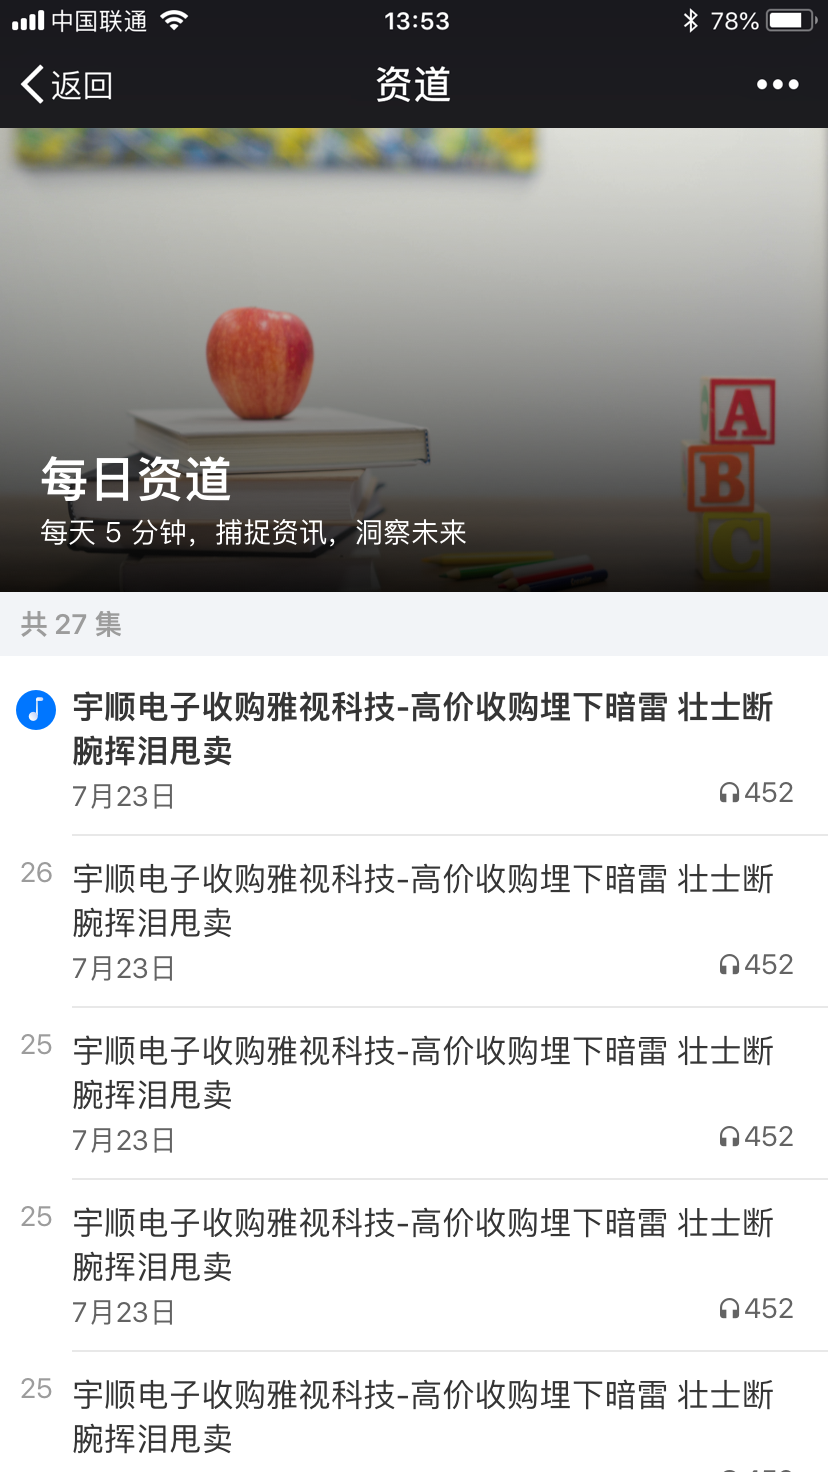 中国联通
13:53
78%
返回
资道
A
B
C
每日资道
每天 5 分钟，捕捉资讯，洞察未来
共 27 集
宇顺电子收购雅视科技-高价收购埋下暗雷 壮士断
腕挥泪甩卖
7月23日
452
26
宇顺电子收购雅视科技-高价收购埋下暗雷 壮士断
腕挥泪甩卖
7月23日
452
25
宇顺电子收购雅视科技-高价收购埋下暗雷 壮士断
腕挥泪甩卖
7月23日
452
25
宇顺电子收购雅视科技-高价收购埋下暗雷 壮士断
腕挥泪甩卖
7月23日
452
25
宇顺电子收购雅视科技-高价收购埋下暗雷 壮士断
腕挥泪甩卖